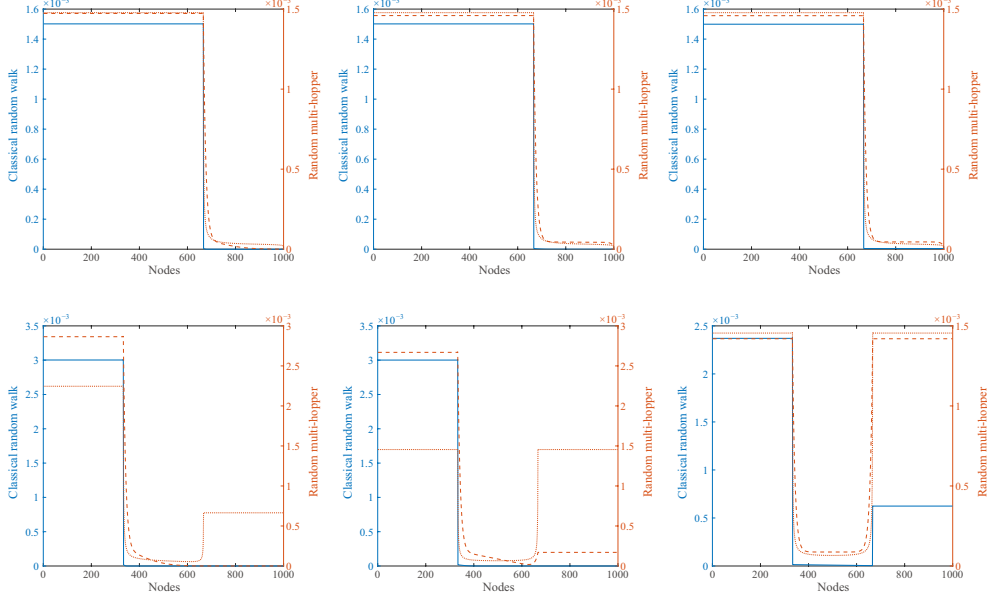 ×10⁻³ ×10⁻³ ×10⁻³ ×10⁻³ ×10⁻³ ×10⁻³
1.6 1.5 1.6 1.5 1.6 1.5
1.4 1.4 1.4
1.2 1.2 1.2
1 1 1 1 1 1
0.8 0.8 0.8
0.6 0.5 0.6 0.5 0.6 0.5
0.4 0.4 0.4
0.2 0.2 0.2
0 0 0 0 0 0
Classical random walk Random multi-hopper Classical random walk Random multi-hopper Classical random walk Random multi-hopper
0 200 400 600 800 1000 0 200 400 600 800 1000 0 200 400 600 800 1000
Nodes Nodes Nodes
×10⁻³ ×10⁻³ ×10⁻³ ×10⁻³ ×10⁻³ ×10⁻³
3.5 3 3.5 3 2.5 1.5
3 2.5 3 2.5 2
2.5 2 2.5 2 1.5 1
2 1.5 2 1.5
1.5 1 1.5 1 1 0.5
1 0.5 1 0.5 0.5
0.5 0.5
0 0 0 0 0 0
Classical random walk Random multi-hopper Classical random walk Random multi-hopper Classical random walk Random multi-hopper
0 200 400 600 800 1000 0 200 400 600 800 1000 0 200 400 600 800 1000
Nodes Nodes Nodes